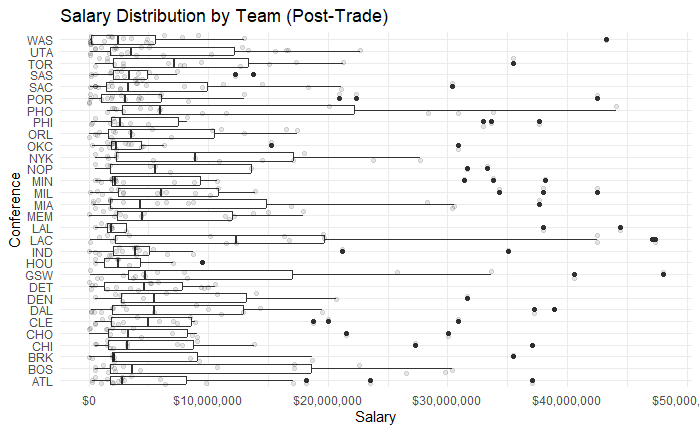 Salary Distribution by Team (Post-Trade)
Conference
WAS
UTA
TOR
SAS
SAC
POR
PHO
PHI
ORL
OKC
NYK
NOP
MIN
MIL
MIA
MEM
LAL
LAC
IND
HOU
GSW
DET
DEN
DAL
CLE
CHO
CHI
BRK
BOS
ATL
$0 $10,000,000 $20,000,000 $30,000,000 $40,000,000 $50,000,
Salary